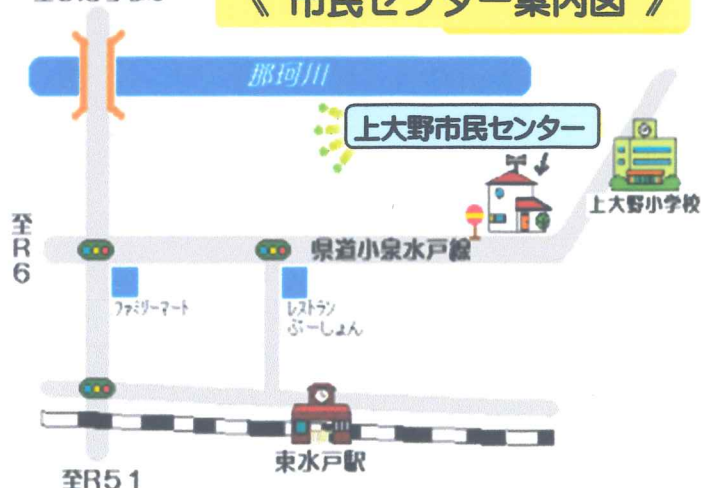 《 市民センター案内図 》
那珂川
上大野市民センター
上大野小学校
至R6
県道小泉水戸線
ファミリーマート
レストラン
ぶーしょん
東水戸駅
至R51